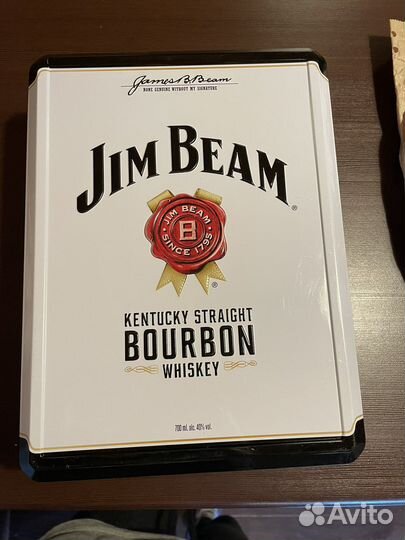 James B. Beam
NONE GENUINE WITHOUT MY SIGNATURE
JIM BEAM
®
JIM BEAM
B
SINCE 1795
®
KENTUCKY STRAIGHT
BOURBON
WHISKEY
700 ml. alc. 40% vol.
Avito